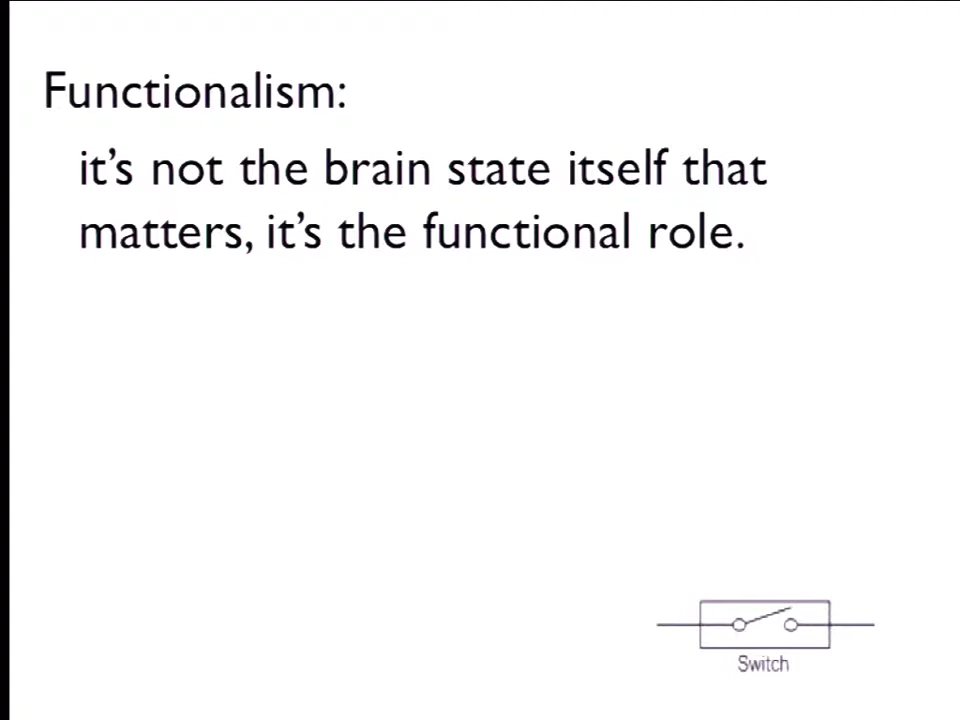 Functionalism:
it’s not the brain state itself that
matters, it’s the functional role.
Switch